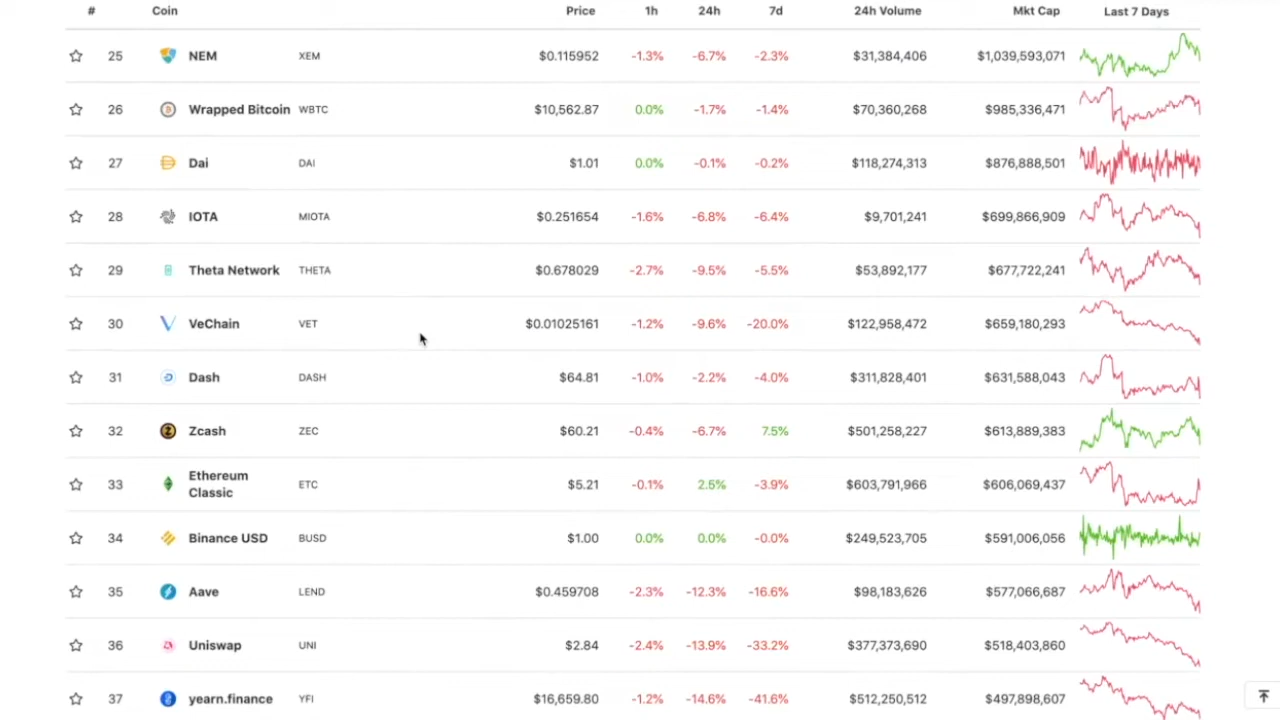 # Coin Price 1h 24h 7d 24h Volume Mkt Cap Last 7 Days
25 NEM XEM $0.115952 -1.3% -6.7% -2.3% $31,384,406 $1,039,593,071
26 Wrapped Bitcoin WBTC $10,562.87 0.0% -1.7% -1.4% $70,360,268 $985,336,471
27 Dai DAI $1.01 0.0% -0.1% -0.2% $118,274,313 $876,888,501
28 IOTA MIOTA $0.251654 -1.6% -6.8% -6.4% $9,701,241 $699,866,909
29 Theta Network THETA $0.678029 -2.7% -9.5% -5.5% $53,892,177 $677,722,241
30 VeChain VET $0.01025161 -1.2% -9.6% -20.0% $122,958,472 $659,180,293
31 Dash DASH $64.81 -1.0% -2.2% -4.0% $311,828,401 $631,588,043
32 Zcash ZEC $60.21 -0.4% -6.7% 7.5% $501,258,227 $613,889,383
33 Ethereum
Classic ETC $5.21 -0.1% 2.5% -3.9% $603,791,966 $606,069,437
34 Binance USD BUSD $1.00 0.0% 0.0% -0.0% $249,523,705 $591,006,056
35 Aave LEND $0.459708 -2.3% -12.3% -16.6% $98,183,626 $577,066,687
36 Uniswap UNI $2.84 -2.4% -13.9% -33.2% $377,373,690 $518,403,860
37 yearn.finance YFI $16,659.80 -1.2% -14.6% -41.6% $512,250,512 $497,898,607